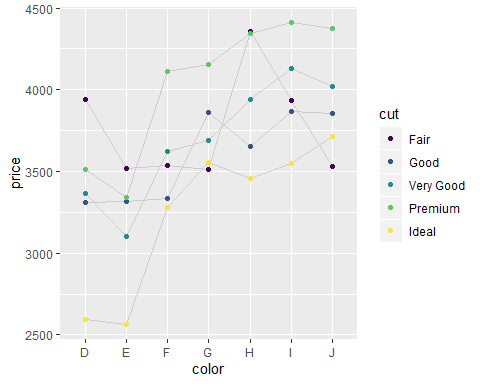 4500
4000
3500
3000
2500
price
D E F G H I J
color
cut
Fair
Good
Very Good
Premium
Ideal